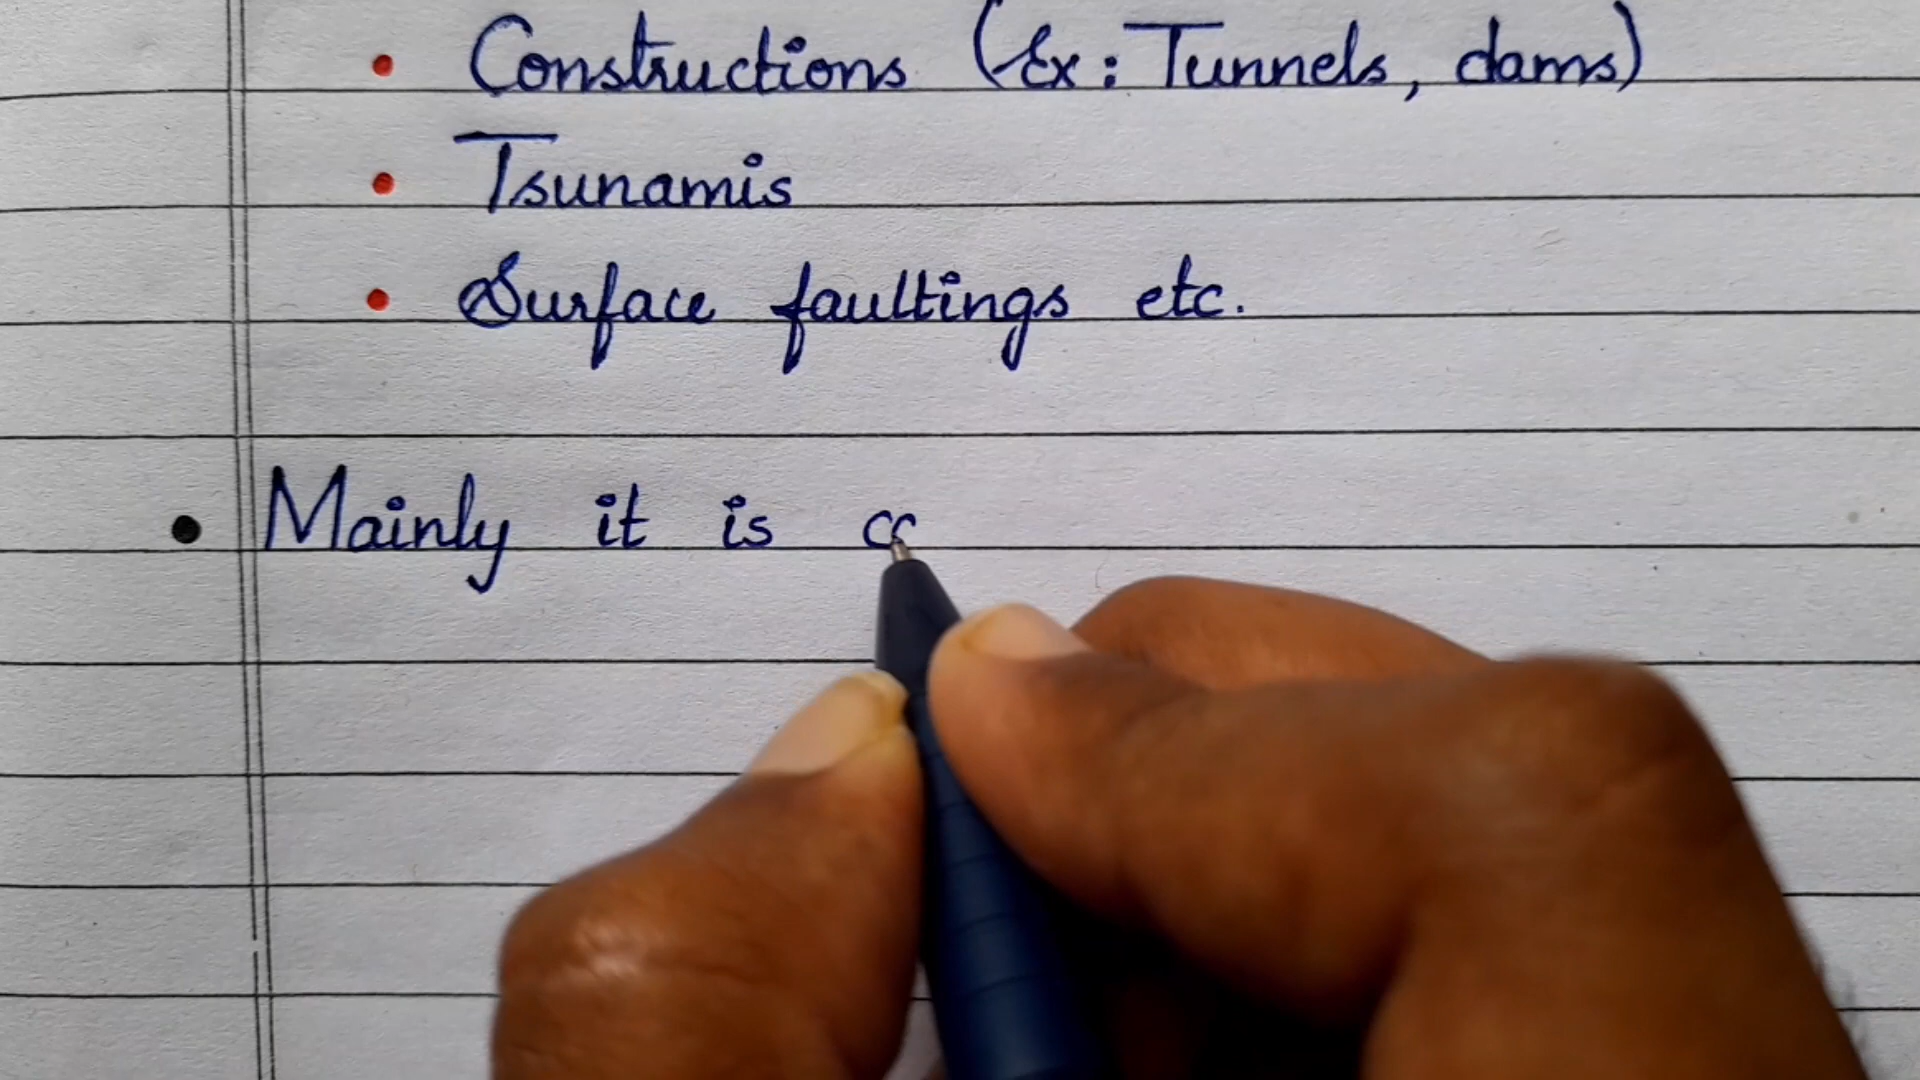 • Constructions (Ex: Tunnels, dams)
• Tsunamis
• Surface faultings etc.
• Mainly it is